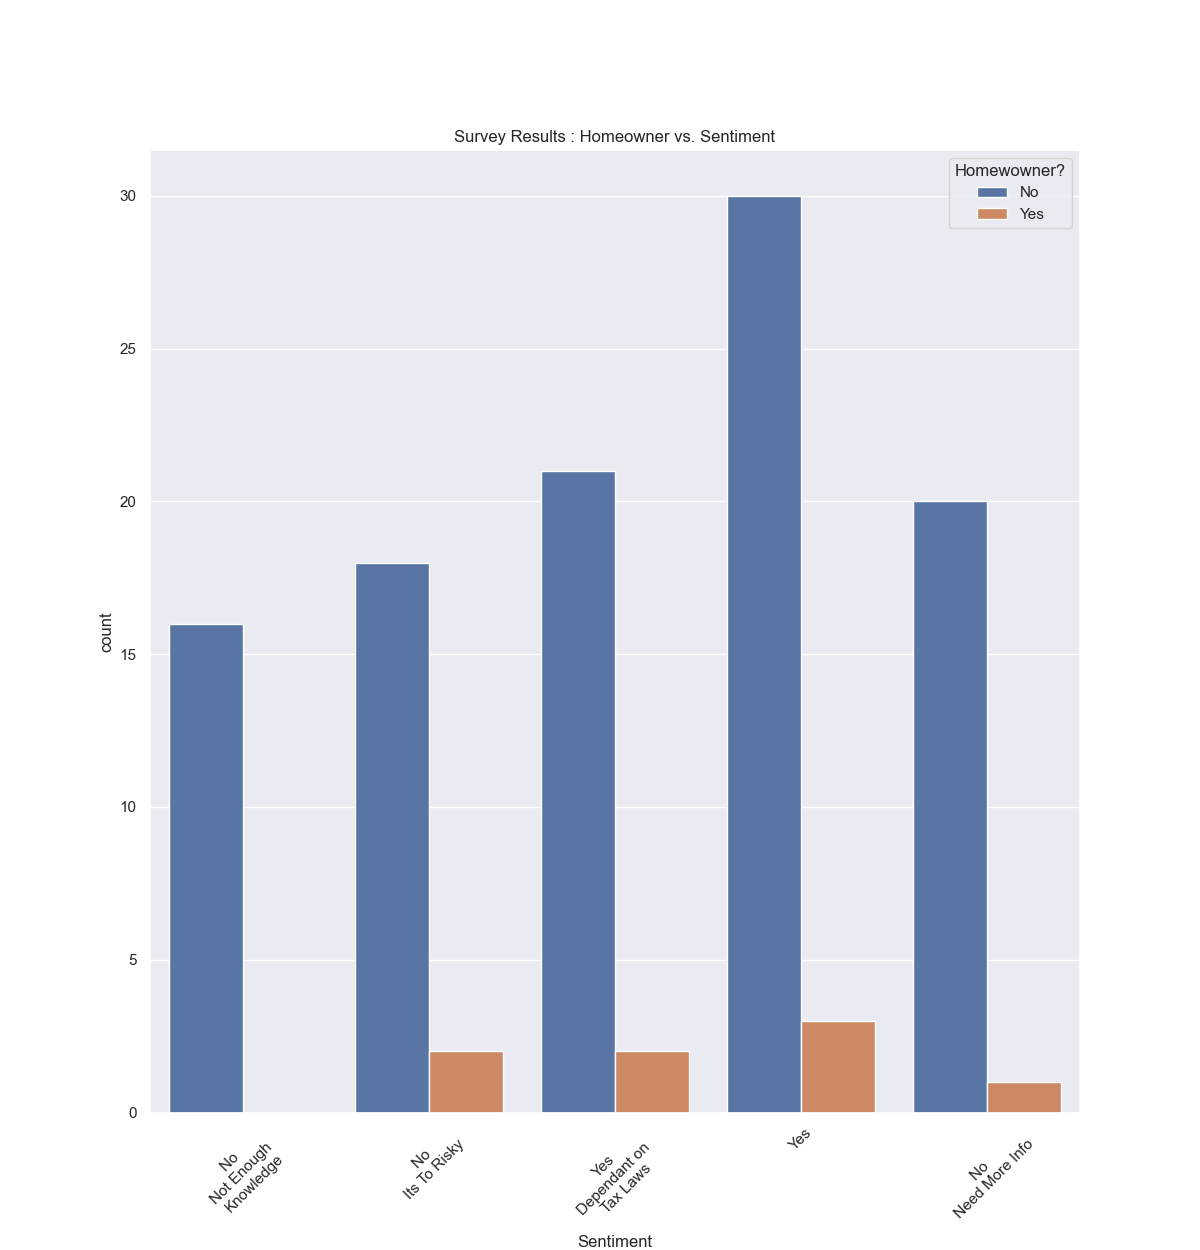 Survey Results : Homeowner vs. Sentiment
Homewowner?
No
Yes
30
25
20
15
10
5
0
count
No
Not Enough
Knowledge
No
Its To Risky
Yes
Dependant on
Tax Laws
Yes
No
Need More Info
Sentiment